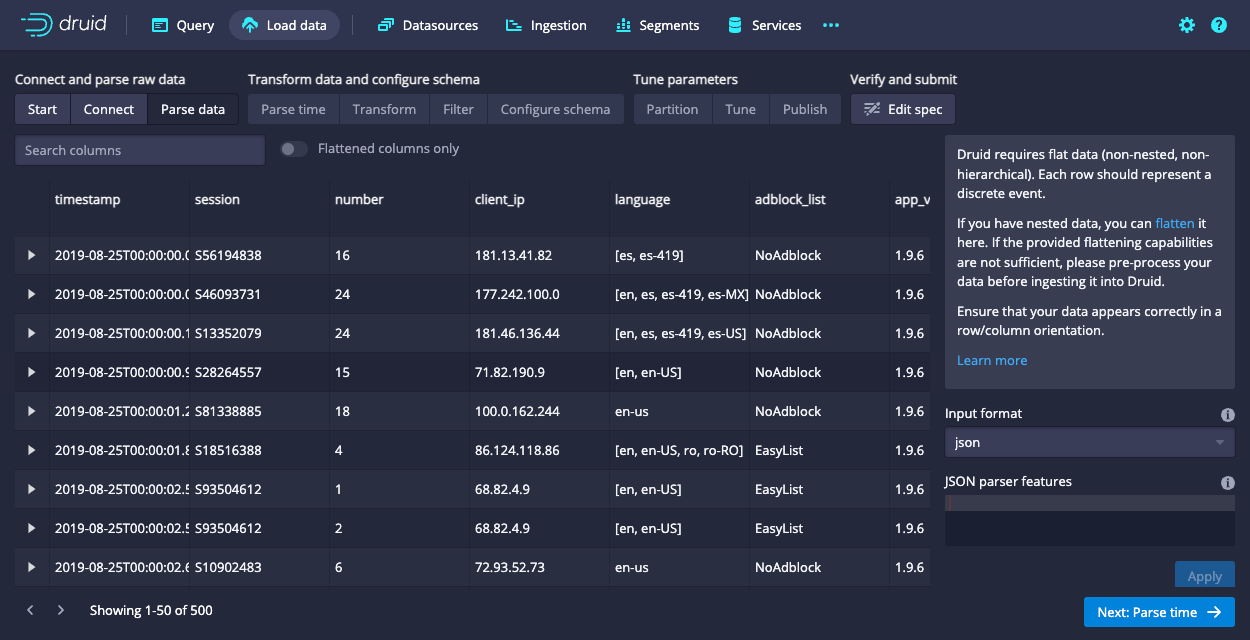 druid Query Load data Datasources Ingestion Segments Services
Connect and parse raw data Transform data and configure schema Tune parameters Verify and submit
Start Connect Parse data Parse time Transform Filter Configure schema Partition Tune Publish Edit spec
Search columns Flattened columns only
timestamp session number client_ip language adblock_list app_v
2019-08-25T00:00:00.0 S56194838 16 181.13.41.82 [es, es-419] NoAdblock 1.9.6
2019-08-25T00:00:00.0 S46093731 24 177.242.100.0 [en, es, es-419, es-MX] NoAdblock 1.9.6
2019-08-25T00:00:00.1 S13352079 24 181.46.136.44 [en, es, es-419, es-US] NoAdblock 1.9.6
2019-08-25T00:00:00.9 S28264557 15 71.82.190.9 [en, en-US] NoAdblock 1.9.6
2019-08-25T00:00:01.2 S81338885 18 100.0.162.244 en-us NoAdblock 1.9.6
2019-08-25T00:00:01.8 S18516388 4 86.124.118.86 [en, en-US, ro, ro-RO] EasyList 1.9.6
2019-08-25T00:00:02.5 S93504612 1 68.82.4.9 [en, en-US] EasyList 1.9.6
2019-08-25T00:00:02.5 S93504612 2 68.82.4.9 [en, en-US] EasyList 1.9.6
2019-08-25T00:00:02.6 S10902483 6 72.93.52.73 en-us NoAdblock 1.9.6
Showing 1-50 of 500
Druid requires flat data (non-nested, non-
hierarchical). Each row should represent a
discrete event.
If you have nested data, you can flatten it
here. If the provided flattening capabilities
are not sufficient, please pre-process your
data before ingesting it into Druid.
Ensure that your data appears correctly in a
row/column orientation.
Learn more
Input format
json
JSON parser features
Apply
Next: Parse time